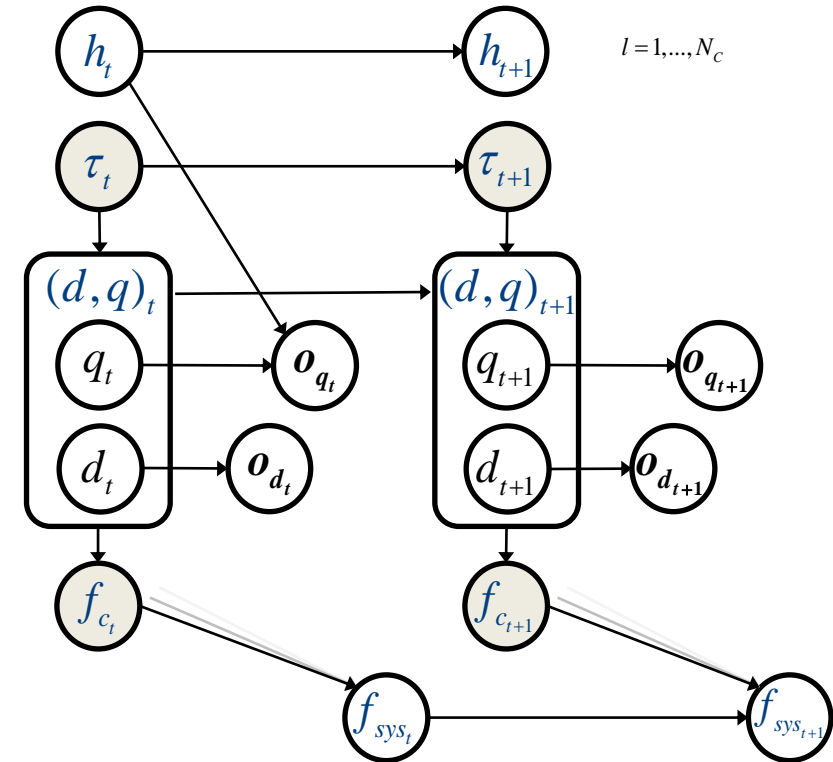 h_t h_{t+1} l = 1,..., N_C
τ_t τ_{t+1}
(d,q)_t (d,q)_{t+1}
q_t o_{q_t} q_{t+1} o_{q_{t+1}}
d_t o_{d_t} d_{t+1} o_{d_{t+1}}
f_{c_t} f_{c_{t+1}}
f_{sys_t} f_{sys_{t+1}}